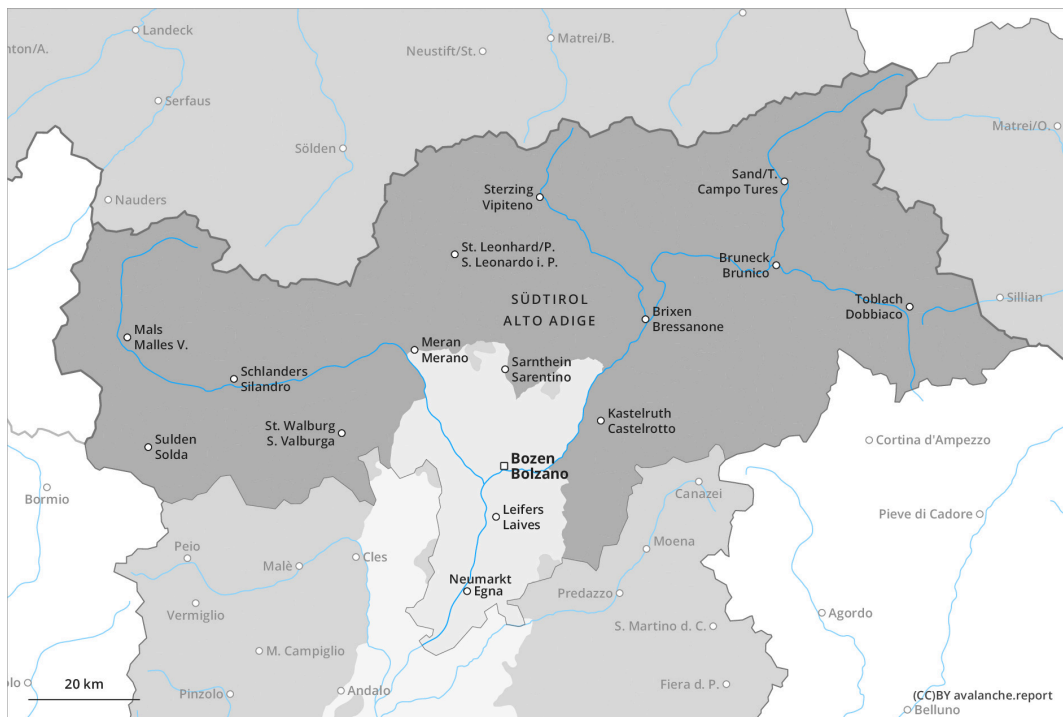 Landeck
nton/A.
Neustift/St.
Matrei/B.
Serfaus
Matrei/O.
Sölden
Sand/T.
Campo Tures
Sterzing
Vipiteno
Nauders
St. Leonhard/P.
S. Leonardo i. P.
Bruneck
Brunico
SÜDTIROL
ALTO ADIGE
Toblach
Dobbiaco
Sillian
Brixen
Bressanone
Mals
Malles V.
Meran
Merano
Sarnthein
Sarentino
Schlanders
Silandro
Kastelruth
Castelrotto
St. Walburg
S. Valburga
Sulden
Solda
Cortina d'Ampezzo
Bozen
Bolzano
Bormio
Canazei
Leifers
Laives
Pieve di Cadore
Peio
Malè
Cles
Moena
Neumarkt
Egna
Predazzo
Vermiglio
Agordo
S. Martino d. C.
M. Campiglio
olo
20 km
Pinzolo
Andalo
Fiera d. P.
(CC)BY avalanche.report
Belluno